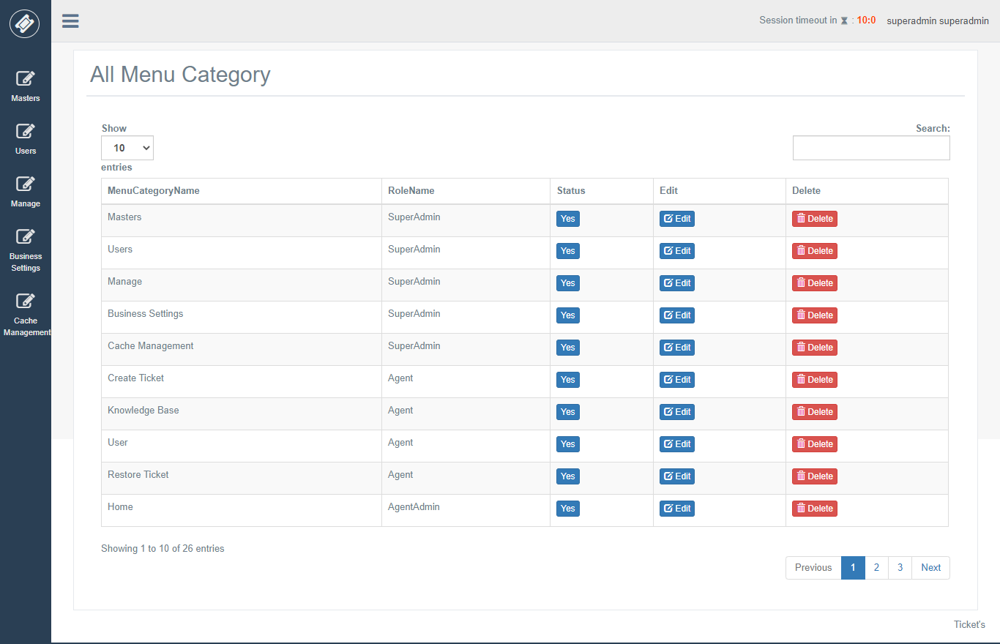 Session timeout in : 10:0 superadmin superadmin
Masters
Users
Manage
Business
Settings
Cache
Management
All Menu Category
Show
10
entries
Search:
MenuCategoryName RoleName Status Edit Delete
Masters SuperAdmin Yes Edit Delete
Users SuperAdmin Yes Edit Delete
Manage SuperAdmin Yes Edit Delete
Business Settings SuperAdmin Yes Edit Delete
Cache Management SuperAdmin Yes Edit Delete
Create Ticket Agent Yes Edit Delete
Knowledge Base Agent Yes Edit Delete
User Agent Yes Edit Delete
Restore Ticket Agent Yes Edit Delete
Home AgentAdmin Yes Edit Delete
Showing 1 to 10 of 26 entries
Previous 1 2 3 Next
Ticket's